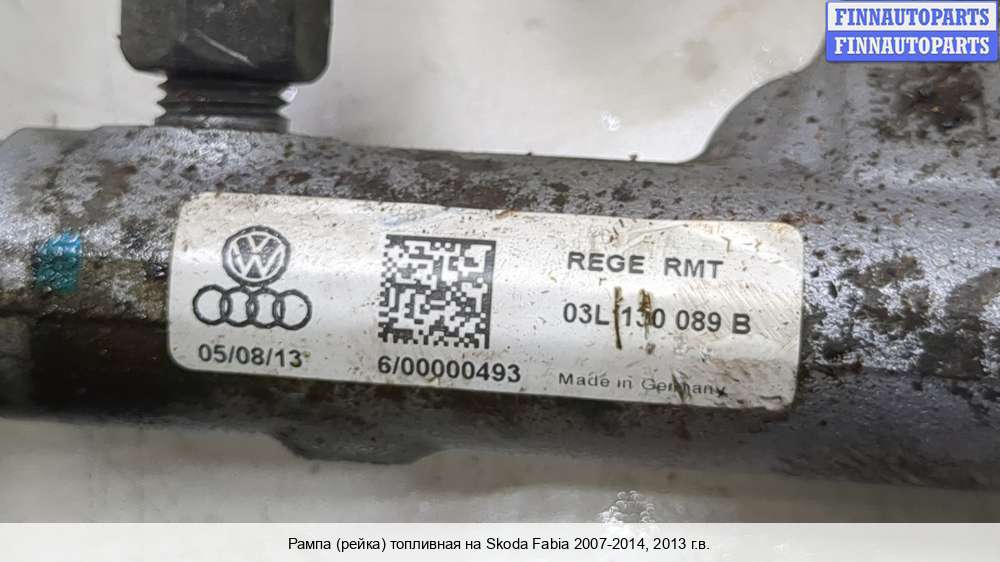 FINNAUTOPARTS
FINNAUTOPARTS
VW
REGE RMT
03L 130 089 B
05/08/13
6/00000493
Made in Germany
Рампа (рейка) топливная на Skoda Fabia 2007-2014, 2013 г.в.